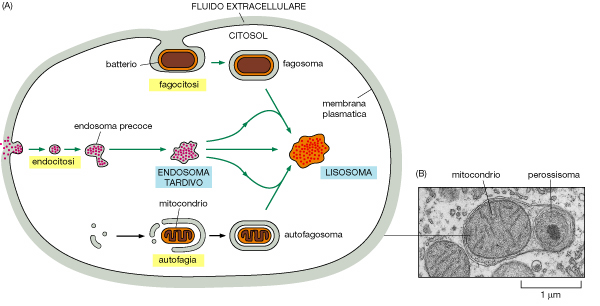 (A)
FLUIDO EXTRACELLULARE
CITOSOL
batterio
fagocitosi
fagosoma
membrana
plasmatica
endosoma precoce
endocitosi
ENDOSOMA
TARDIVO
LISOSOMA
mitocondrio
autofagia
autofagosoma
(B)
mitocondrio
perossisoma
1 µm